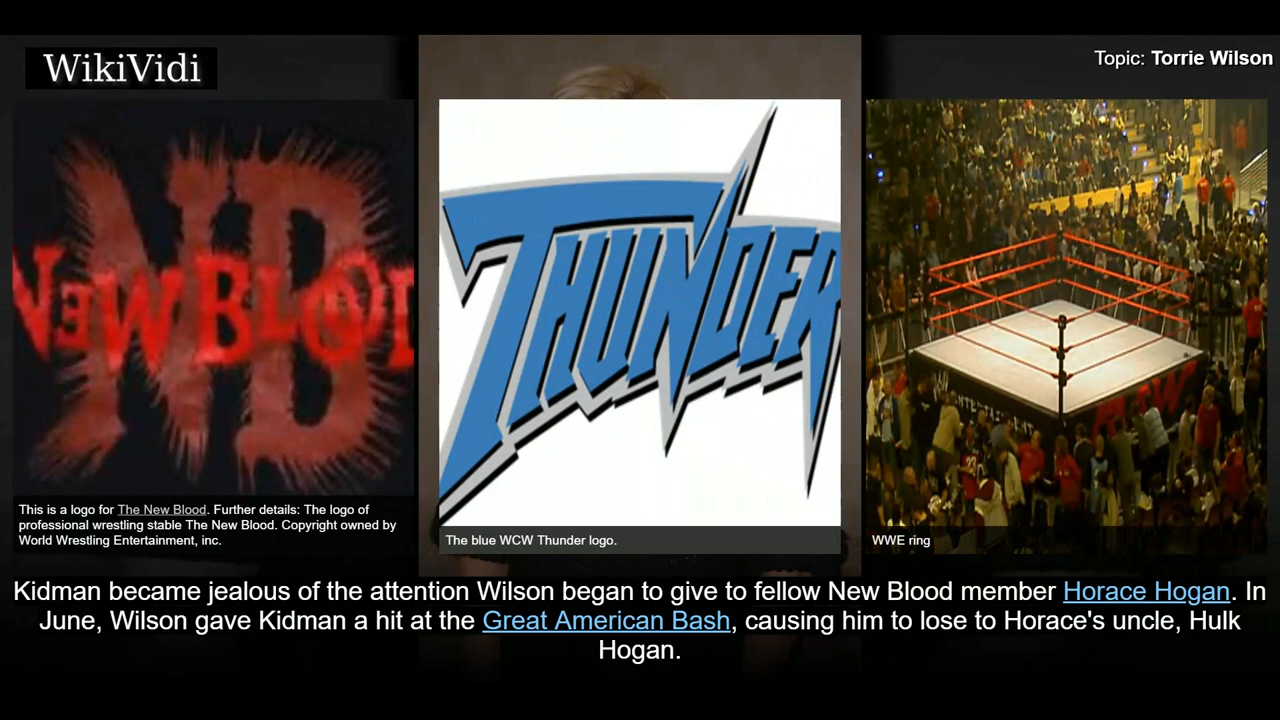 WikiVidi
Topic: Torrie Wilson
NB
NEW BLOOD
THUNDER
This is a logo for The New Blood. Further details: The logo of
professional wrestling stable The New Blood. Copyright owned by
World Wrestling Entertainment, inc.
The blue WCW Thunder logo.
WWE ring
Kidman became jealous of the attention Wilson began to give to fellow New Blood member Horace Hogan. In
June, Wilson gave Kidman a hit at the Great American Bash, causing him to lose to Horace's uncle, Hulk
Hogan.